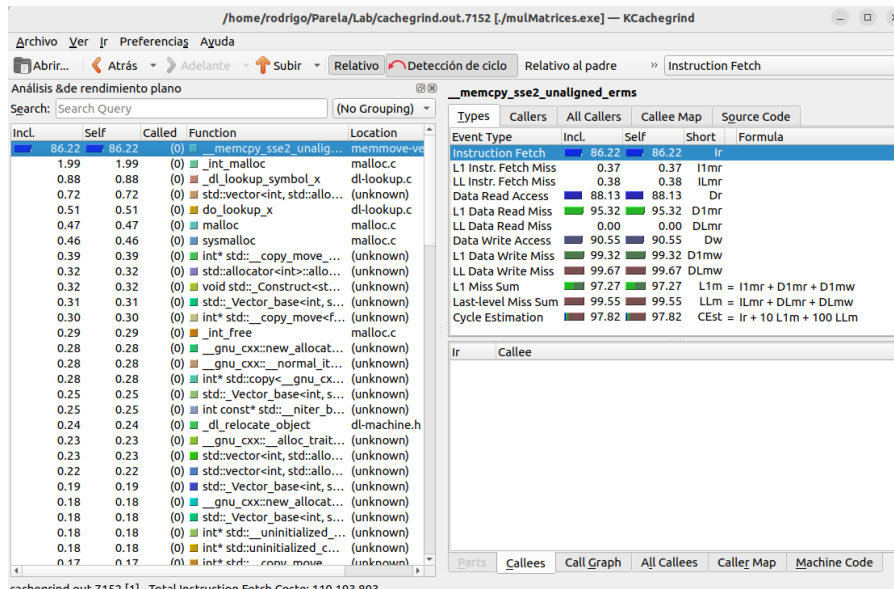 /home/rodrigo/Parela/Lab/cachegrind.out.7152 [./mulMatrices.exe] — KCachegrind
Archivo Ver Ir Preferencias Ayuda
Abrir... Atrás Adelante Subir Relativo Detección de ciclo Relativo al padre » Instruction Fetch
Análisis &de rendimiento plano
Search: Search Query (No Grouping)
Incl. Self Called Function Location
86.22 86.22 (0) __memcpy_sse2_unalig... memmove-ve
1.99 1.99 (0) _int_malloc malloc.c
0.88 0.88 (0) _dl_lookup_symbol_x dl-lookup.c
0.72 0.72 (0) std::vector<int, std::allo... (unknown)
0.51 0.51 (0) do_lookup_x dl-lookup.c
0.47 0.47 (0) malloc malloc.c
0.46 0.46 (0) sysmalloc malloc.c
0.39 0.39 (0) int* std::__copy_move_... (unknown)
0.32 0.32 (0) std::allocator<int>::allo... (unknown)
0.32 0.32 (0) void std::_Construct<st... (unknown)
0.31 0.31 (0) std::_Vector_base<int, s... (unknown)
0.30 0.30 (0) int* std::__copy_move<f... (unknown)
0.29 0.29 (0) _int_free malloc.c
0.28 0.28 (0) __gnu_cxx::new_allocat... (unknown)
0.28 0.28 (0) __gnu_cxx::__normal_it... (unknown)
0.28 0.28 (0) int* std::copy<__gnu_cx... (unknown)
0.25 0.25 (0) std::_Vector_base<int, s... (unknown)
0.25 0.25 (0) int const* std::__niter_b... (unknown)
0.24 0.24 (0) _dl_relocate_object dl-machine.h
0.23 0.23 (0) __gnu_cxx::__alloc_trait... (unknown)
0.23 0.23 (0) std::vector<int, std::allo... (unknown)
0.22 0.22 (0) std::vector<int, std::allo... (unknown)
0.19 0.19 (0) std::_Vector_base<int, s... (unknown)
0.18 0.18 (0) __gnu_cxx::new_allocat... (unknown)
0.18 0.18 (0) std::_Vector_base<int, s... (unknown)
0.18 0.18 (0) int* std::__uninitialized_... (unknown)
0.18 0.18 (0) int* std::uninitialized_c... (unknown)
0.17 0.17 (0) int* std::__copy_move (unknown)
cachegrind.out.7152 [1] - Total Instruction Fetch Coste: 110 193 803
__memcpy_sse2_unaligned_erms
Types Callers All Callers Callee Map Source Code
Event Type Incl. Self Short Formula
Instruction Fetch 86.22 86.22 Ir
L1 Instr. Fetch Miss 0.37 0.37 I1mr
LL Instr. Fetch Miss 0.38 0.38 ILmr
Data Read Access 88.13 88.13 Dr
L1 Data Read Miss 95.32 95.32 D1mr
LL Data Read Miss 0.00 0.00 DLmr
Data Write Access 90.55 90.55 Dw
L1 Data Write Miss 99.32 99.32 D1mw
LL Data Write Miss 99.67 99.67 DLmw
L1 Miss Sum 97.27 97.27 L1m = I1mr + D1mr + D1mw
Last-level Miss Sum 99.55 99.55 LLm = ILmr + DLmr + DLmw
Cycle Estimation 97.82 97.82 CEst = Ir + 10 L1m + 100 LLm
Ir Callee
Parts Callees Call Graph All Callees Caller Map Machine Code